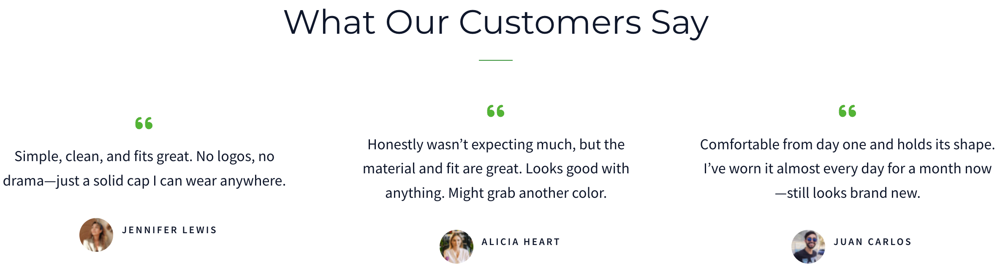 What Our Customers Say
“
Simple, clean, and fits great. No logos, no
drama—just a solid cap I can wear anywhere.
JENNIFER LEWIS
“
Honestly wasn’t expecting much, but the
material and fit are great. Looks good with
anything. Might grab another color.
ALICIA HEART
“
Comfortable from day one and holds its shape.
I’ve worn it almost every day for a month now
—still looks brand new.
JUAN CARLOS